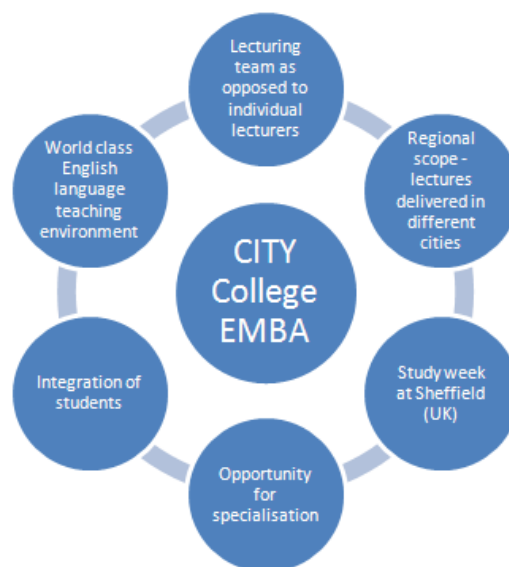 Lecturing
team as
opposed to
individual
lecturers
Regional
scope -
lectures
delivered in
different
cities
Study week
at Sheffield
(UK)
Opportunity
for
specialisation
Integration of
students
World class
English
language
teaching
environment
CITY
College
EMBA